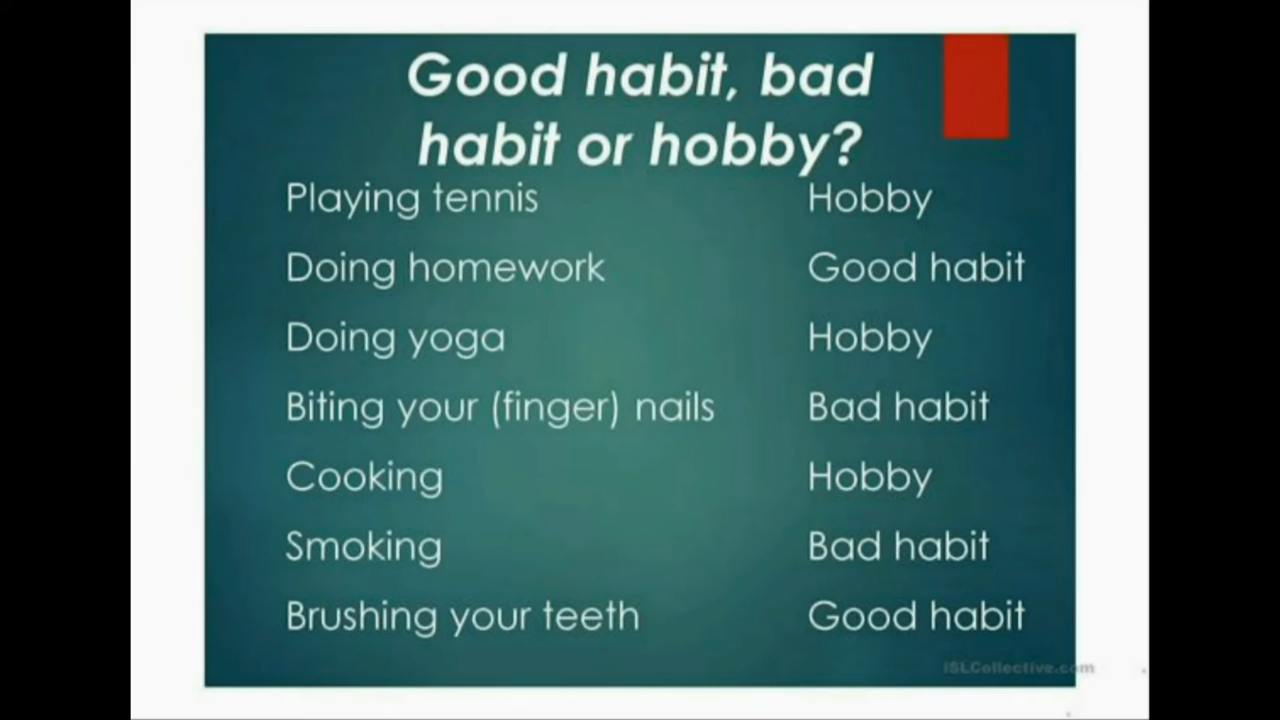 Good habit, bad
habit or hobby?
Playing tennis Hobby
Doing homework Good habit
Doing yoga Hobby
Biting your (finger) nails Bad habit
Cooking Hobby
Smoking Bad habit
Brushing your teeth Good habit
iSLCollective.com